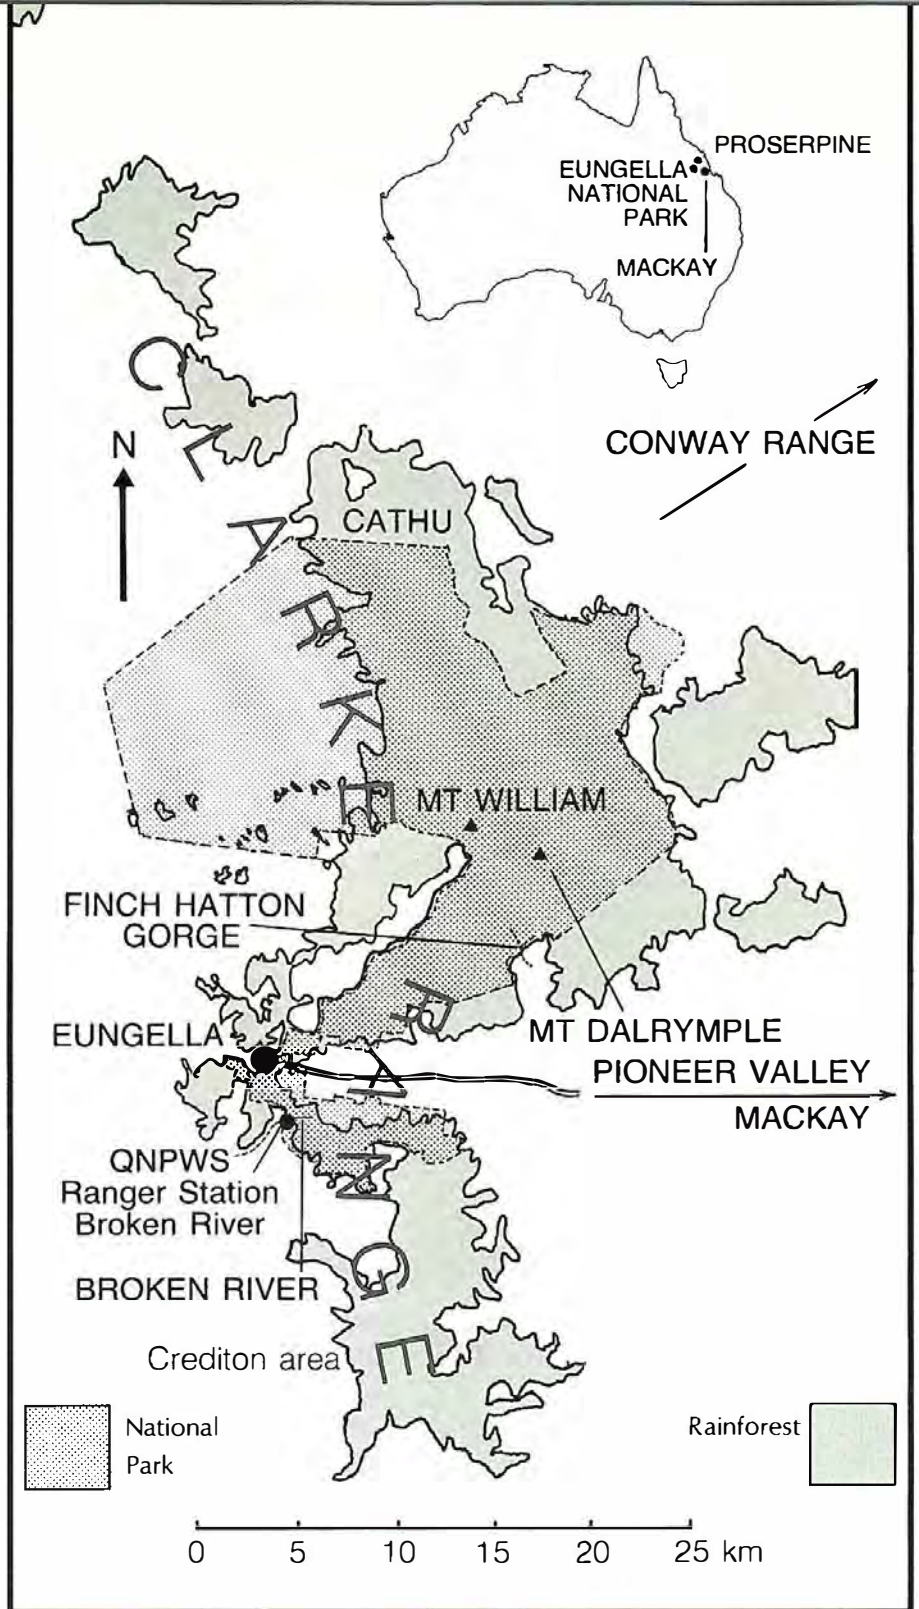 PROSERPINE
EUNGELLA
NATIONAL
PARK
MACKAY
CONWAY RANGE
N
CLARKE RANGE
CATHU
MT WILLIAM
FINCH HATTON
GORGE
EUNGELLA
MT DALRYMPLE
PIONEER VALLEY
MACKAY
QNPWS
Ranger Station
Broken River
BROKEN RIVER
Crediton area
National
Park
Rainforest
0 5 10 15 20 25 km